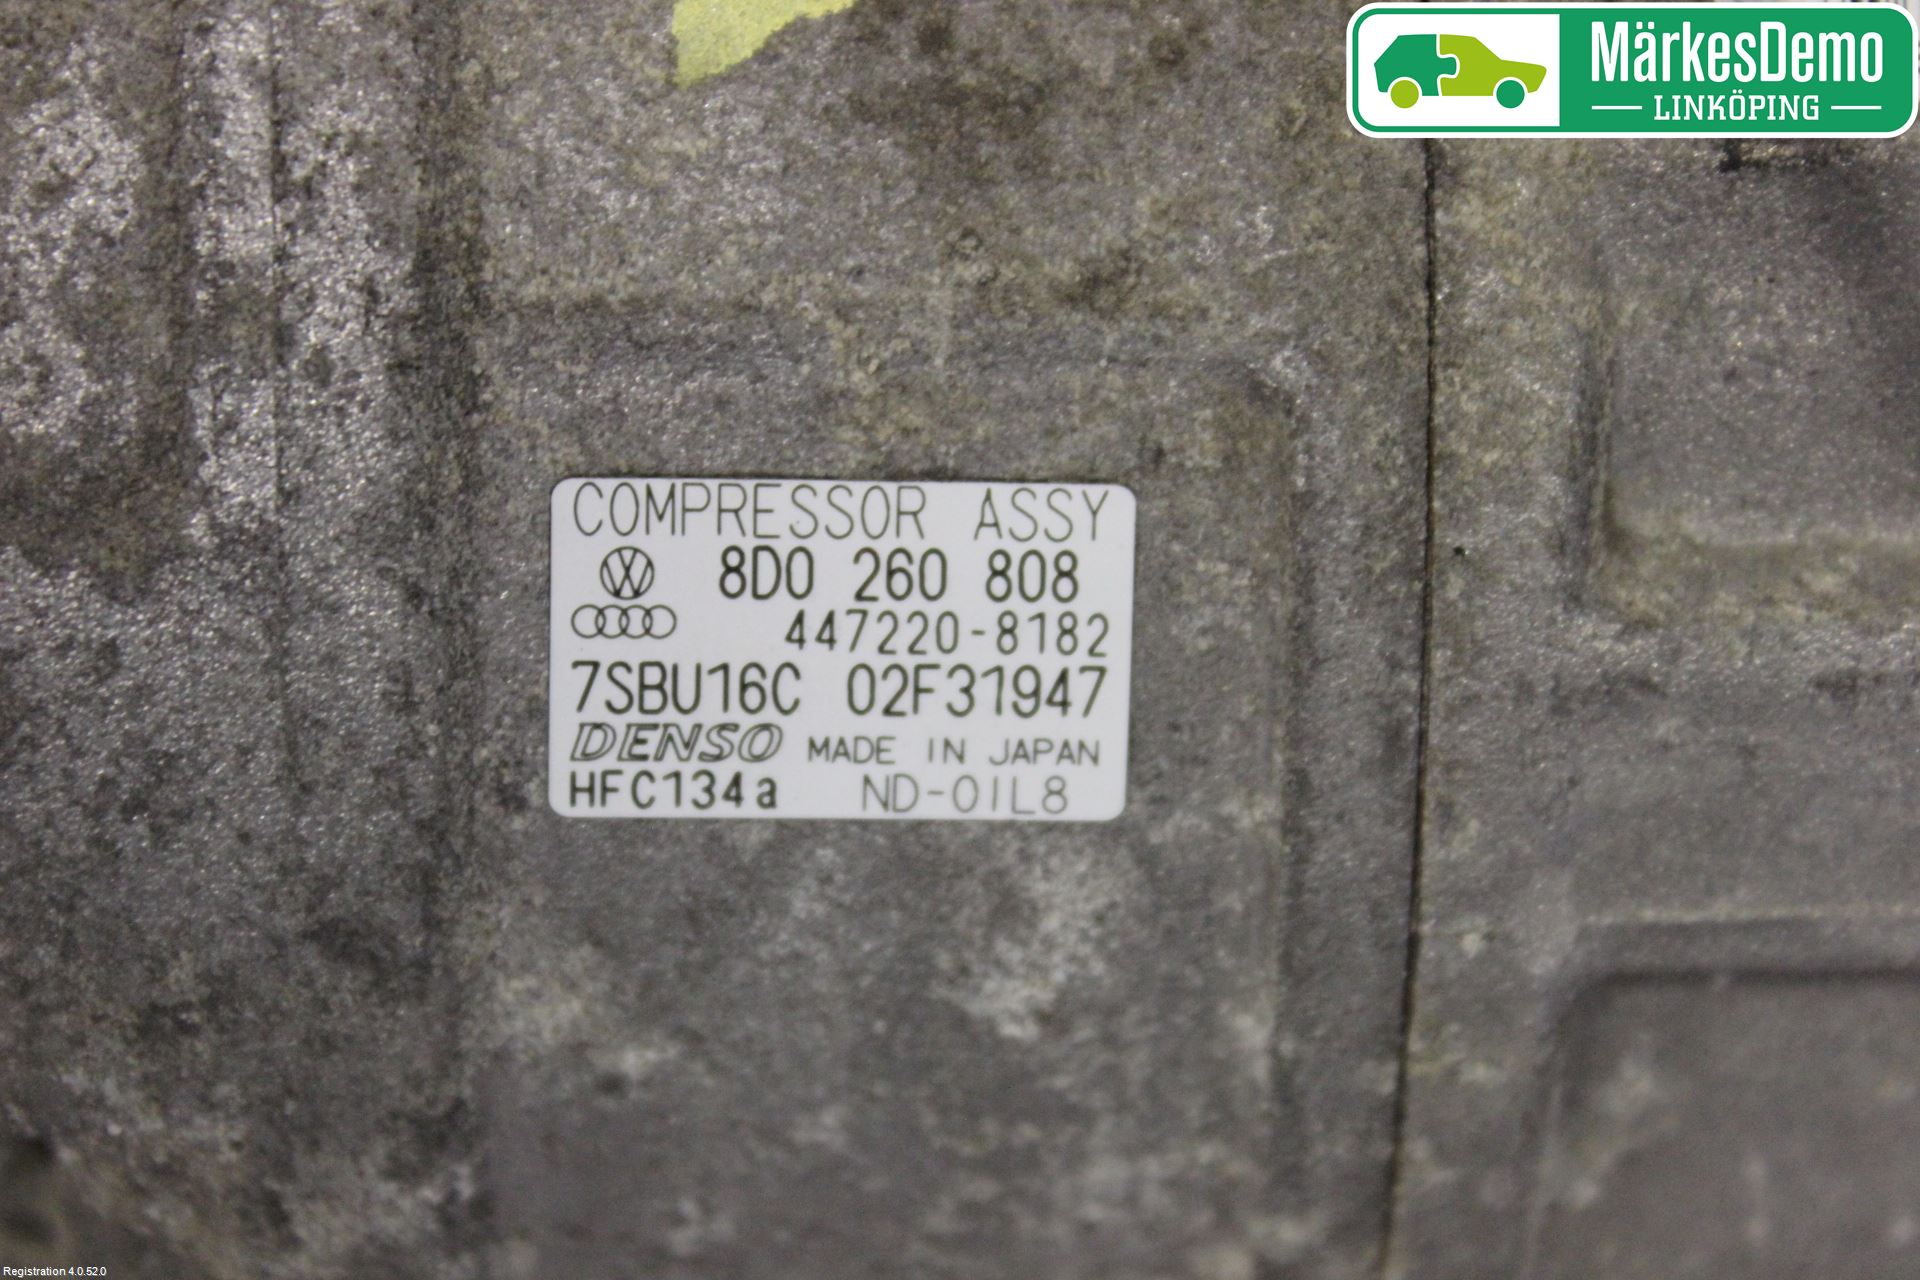 MärkesDemo
LINKÖPING
COMPRESSOR ASSY
8D0 260 808
447220-8182
7SBU16C 02F31947
DENSO MADE IN JAPAN
HFC134a ND-OIL8
Registration 4.0.52.0